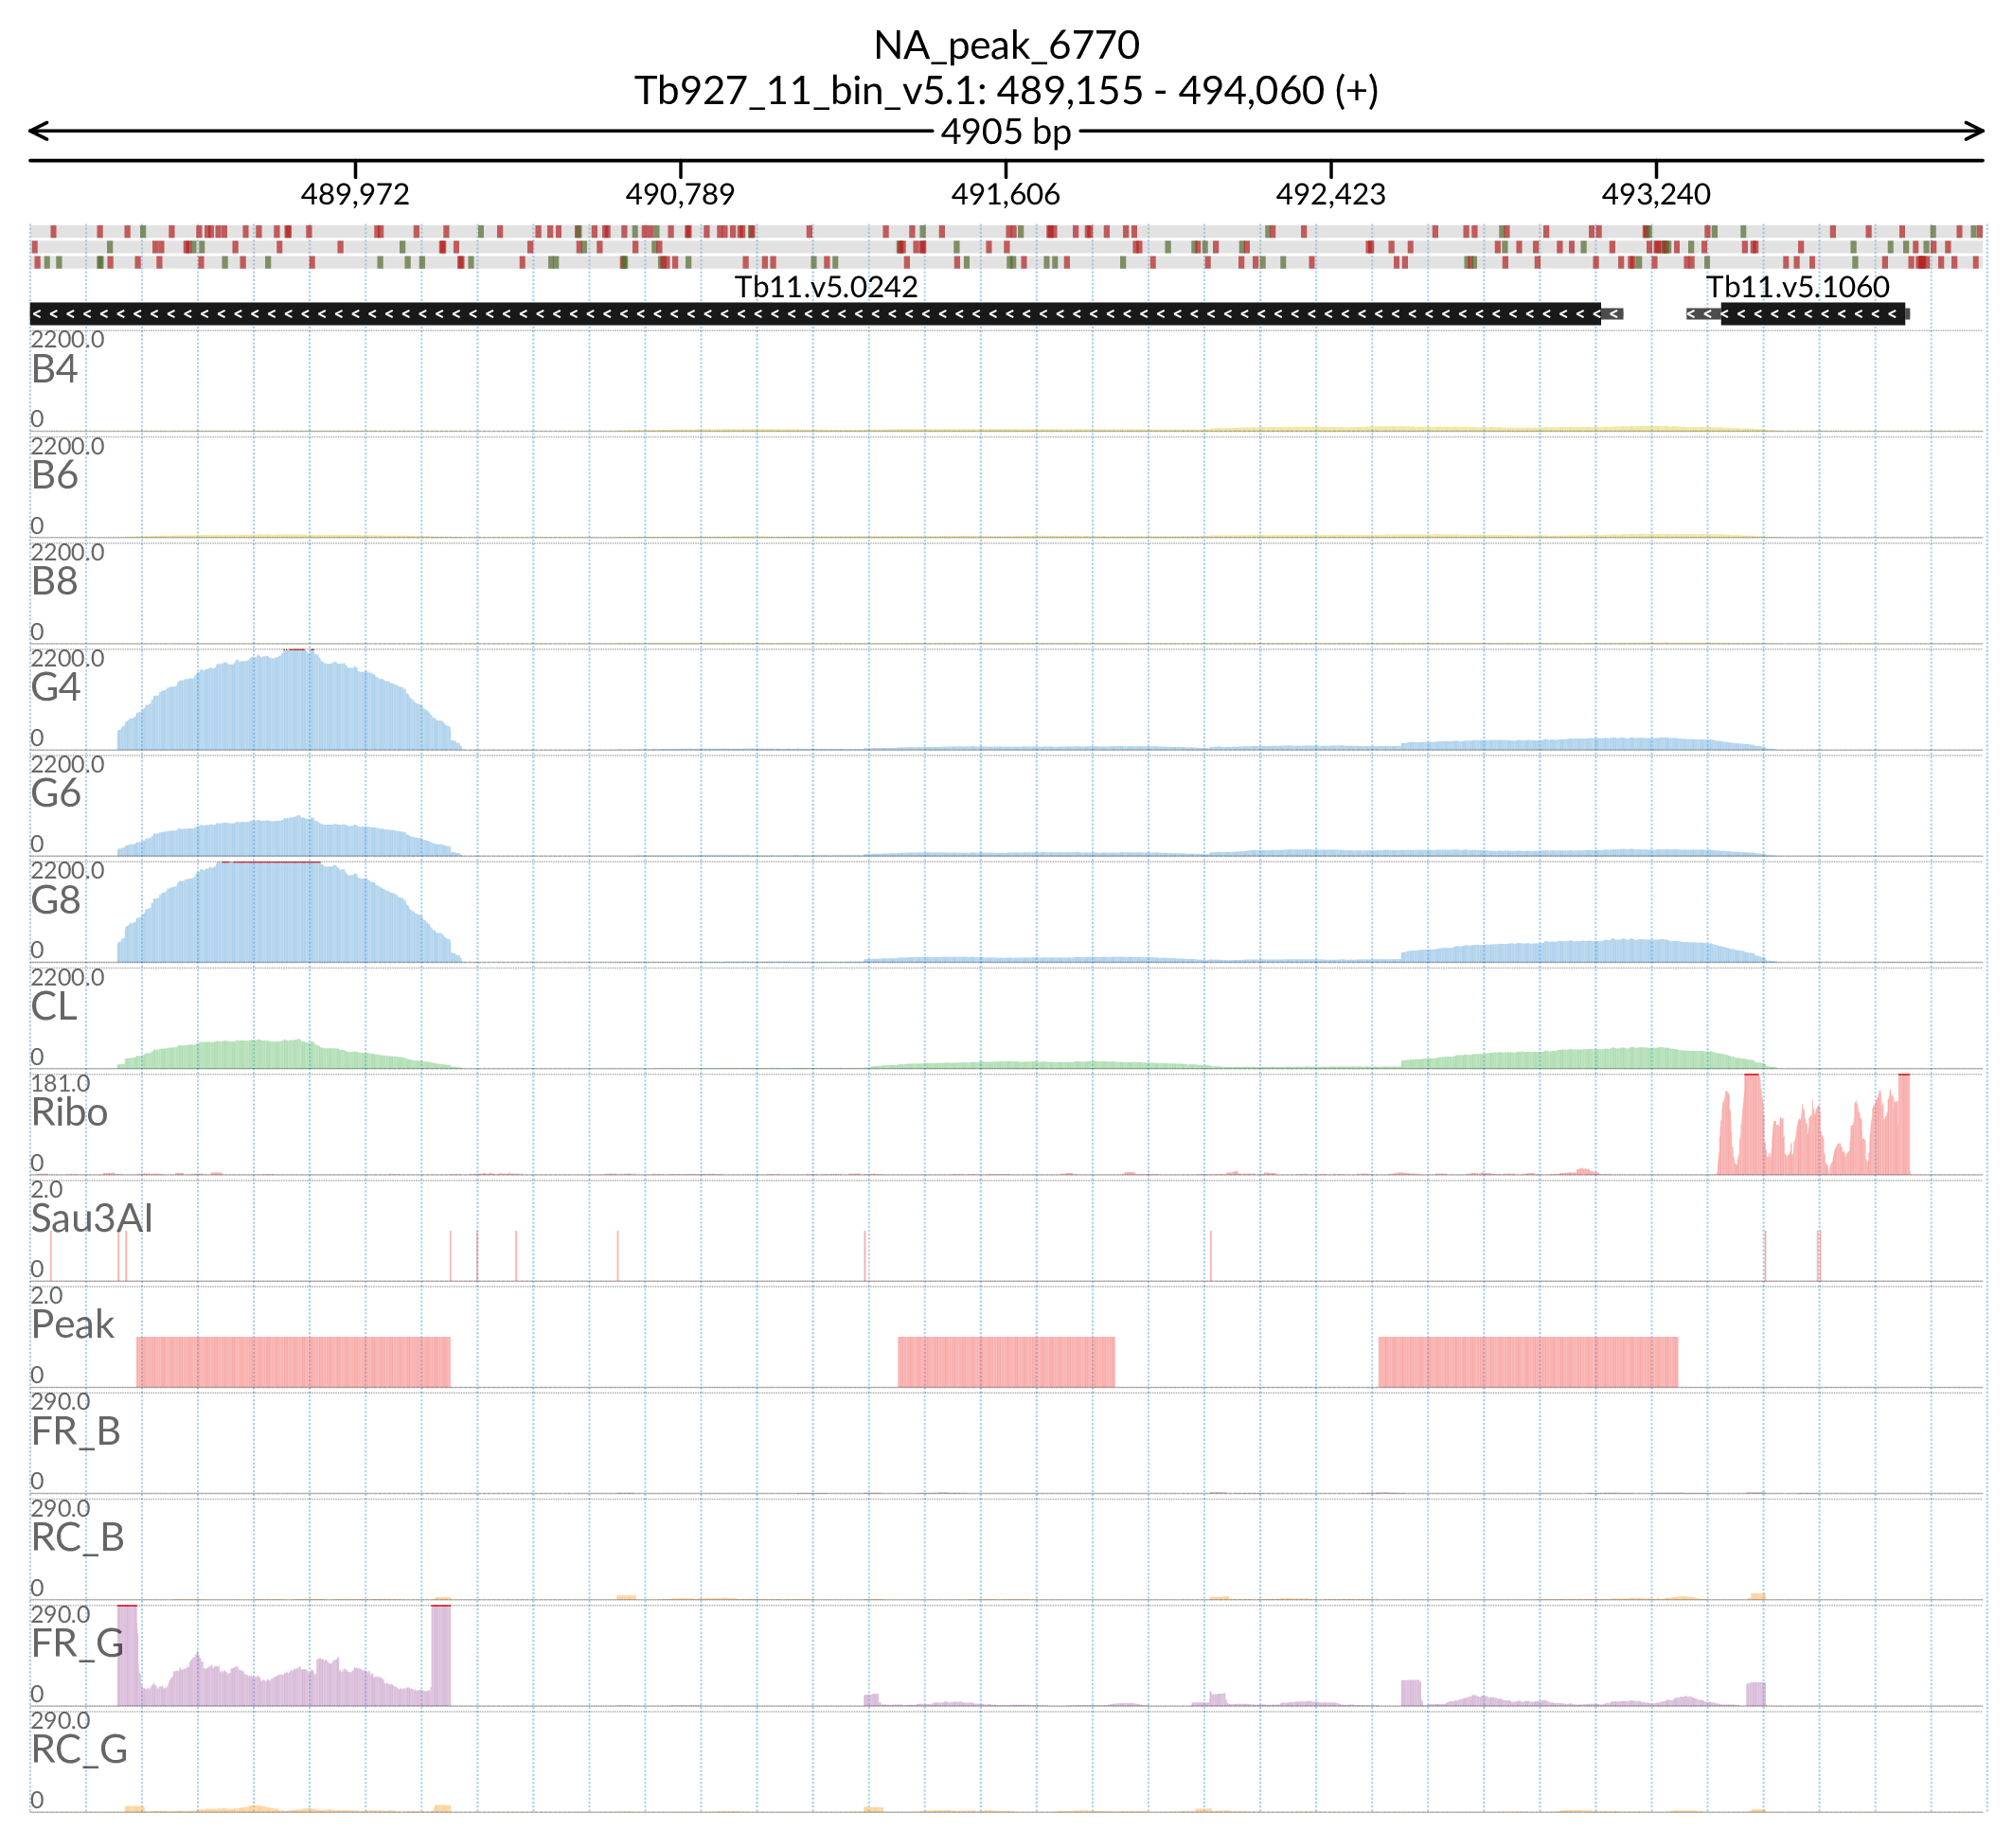 NA_peak_6770
Tb927_11_bin_v5.1: 489,155 - 494,060 (+)
4905 bp
489,972 490,789 491,606 492,423 493,240
Tb11.v5.0242 Tb11.v5.1060
2200.0
B4
0
2200.0
B6
0
2200.0
B8
0
2200.0
G4
0
2200.0
G6
0
2200.0
G8
0
2200.0
CL
0
181.0
Ribo
0
2.0
Sau3AI
0
2.0
Peak
0
290.0
FR_B
0
290.0
RC_B
0
290.0
FR_G
0
290.0
RC_G
0